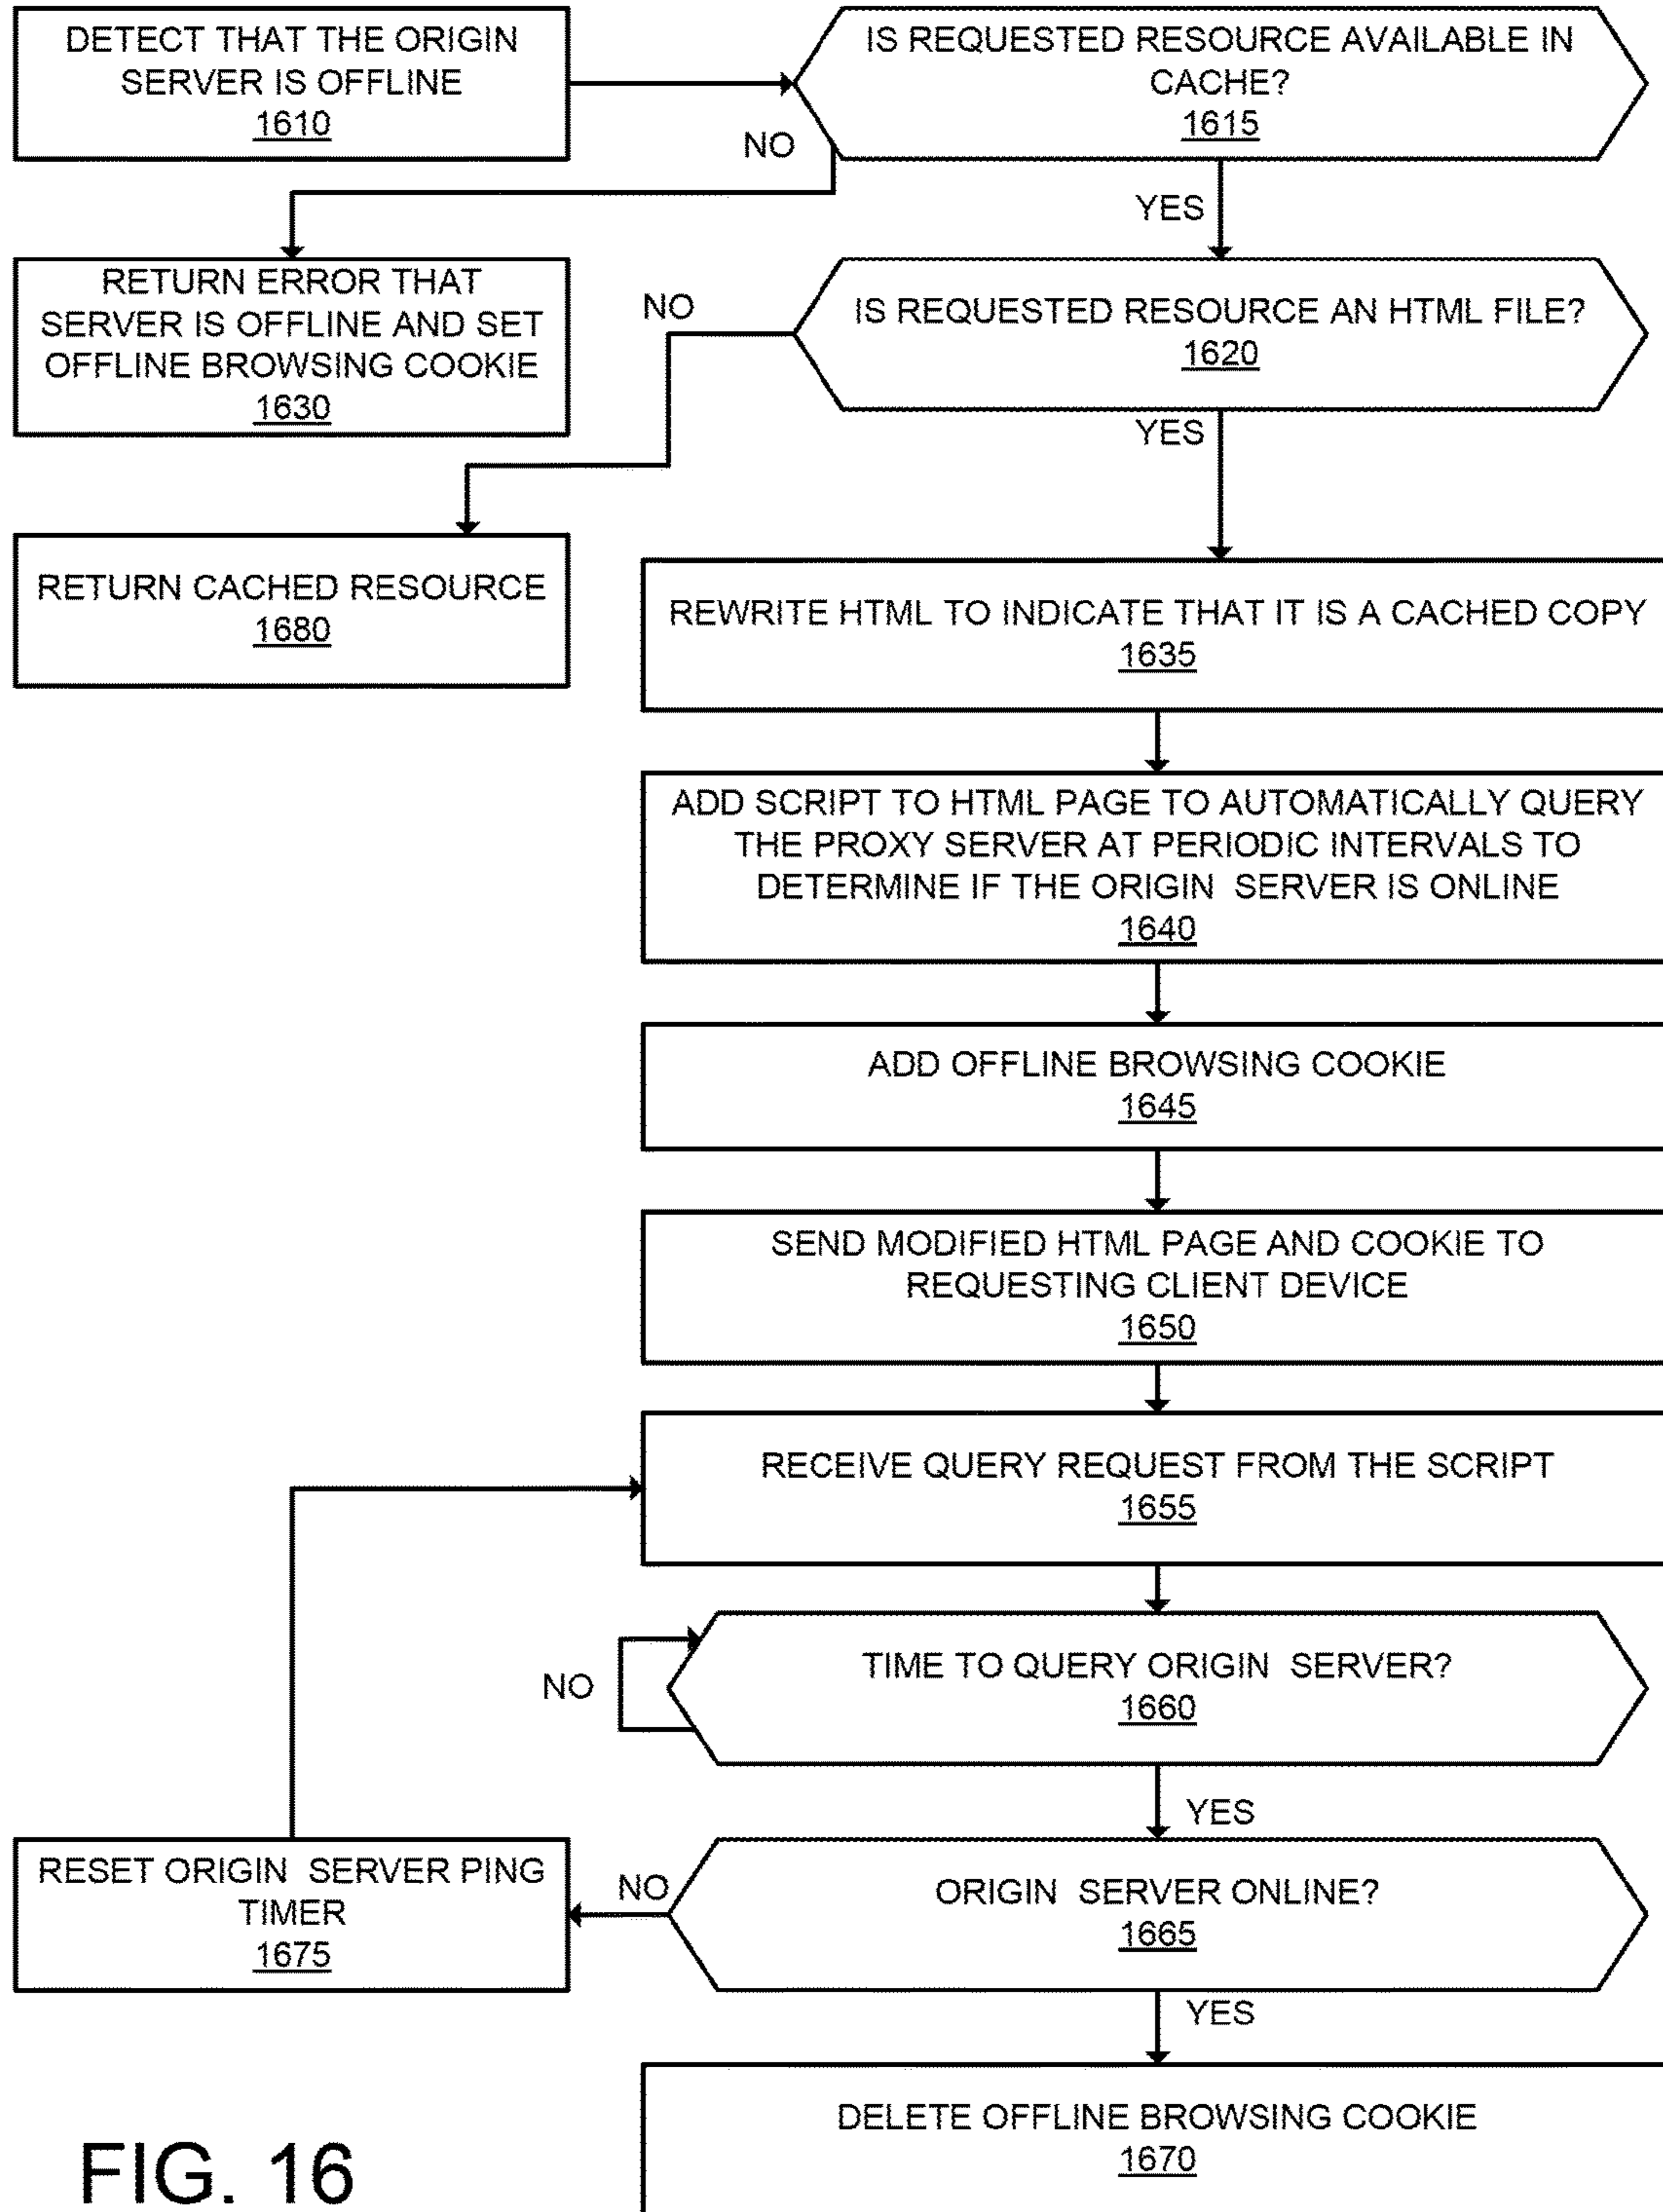 DETECT THAT THE ORIGIN
SERVER IS OFFLINE
1610
IS REQUESTED RESOURCE AVAILABLE IN
CACHE?
1615
NO
YES
RETURN ERROR THAT
SERVER IS OFFLINE AND SET
OFFLINE BROWSING COOKIE
1630
NO
IS REQUESTED RESOURCE AN HTML FILE?
1620
YES
RETURN CACHED RESOURCE
1680
REWRITE HTML TO INDICATE THAT IT IS A CACHED COPY
1635
ADD SCRIPT TO HTML PAGE TO AUTOMATICALLY QUERY
THE PROXY SERVER AT PERIODIC INTERVALS TO
DETERMINE IF THE ORIGIN SERVER IS ONLINE
1640
ADD OFFLINE BROWSING COOKIE
1645
SEND MODIFIED HTML PAGE AND COOKIE TO
REQUESTING CLIENT DEVICE
1650
RECEIVE QUERY REQUEST FROM THE SCRIPT
1655
TIME TO QUERY ORIGIN SERVER?
1660
NO
YES
RESET ORIGIN SERVER PING
TIMER
1675
NO
ORIGIN SERVER ONLINE?
1665
YES
DELETE OFFLINE BROWSING COOKIE
1670
FIG. 16